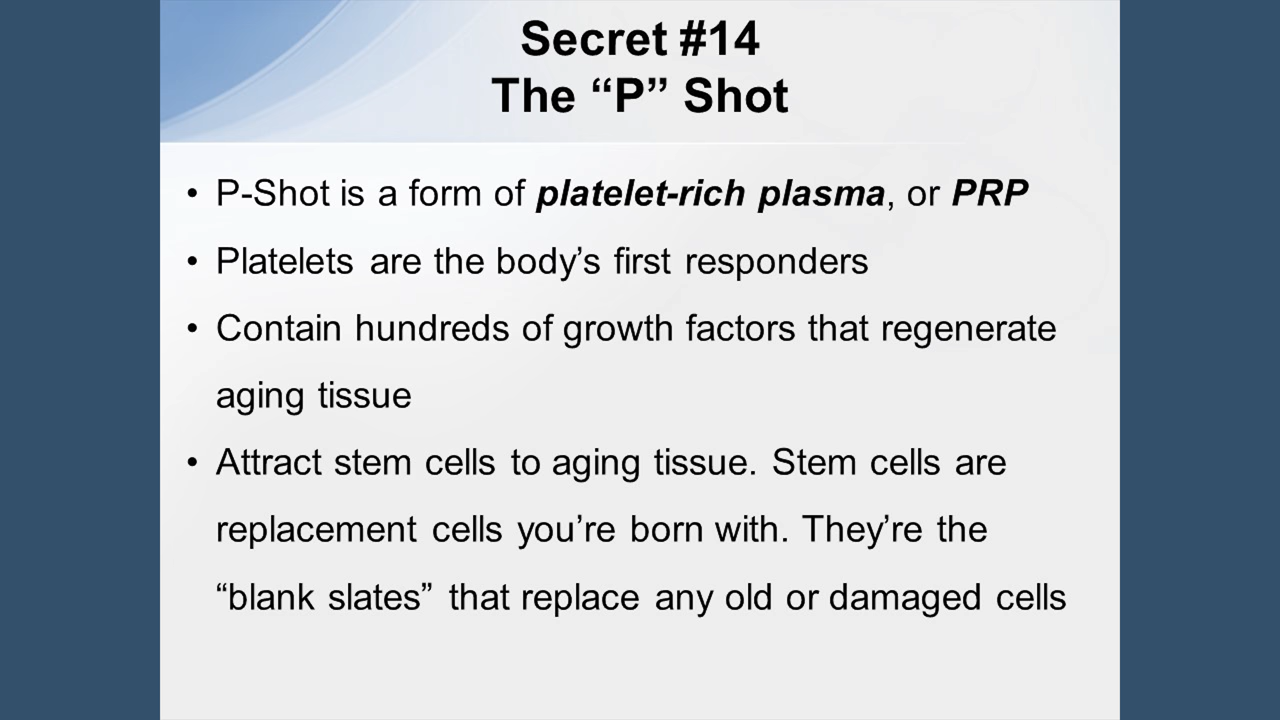 Secret #14
The “P” Shot
• P-Shot is a form of platelet-rich plasma, or PRP
• Platelets are the body’s first responders
• Contain hundreds of growth factors that regenerate
aging tissue
• Attract stem cells to aging tissue. Stem cells are
replacement cells you’re born with. They’re the
“blank slates” that replace any old or damaged cells